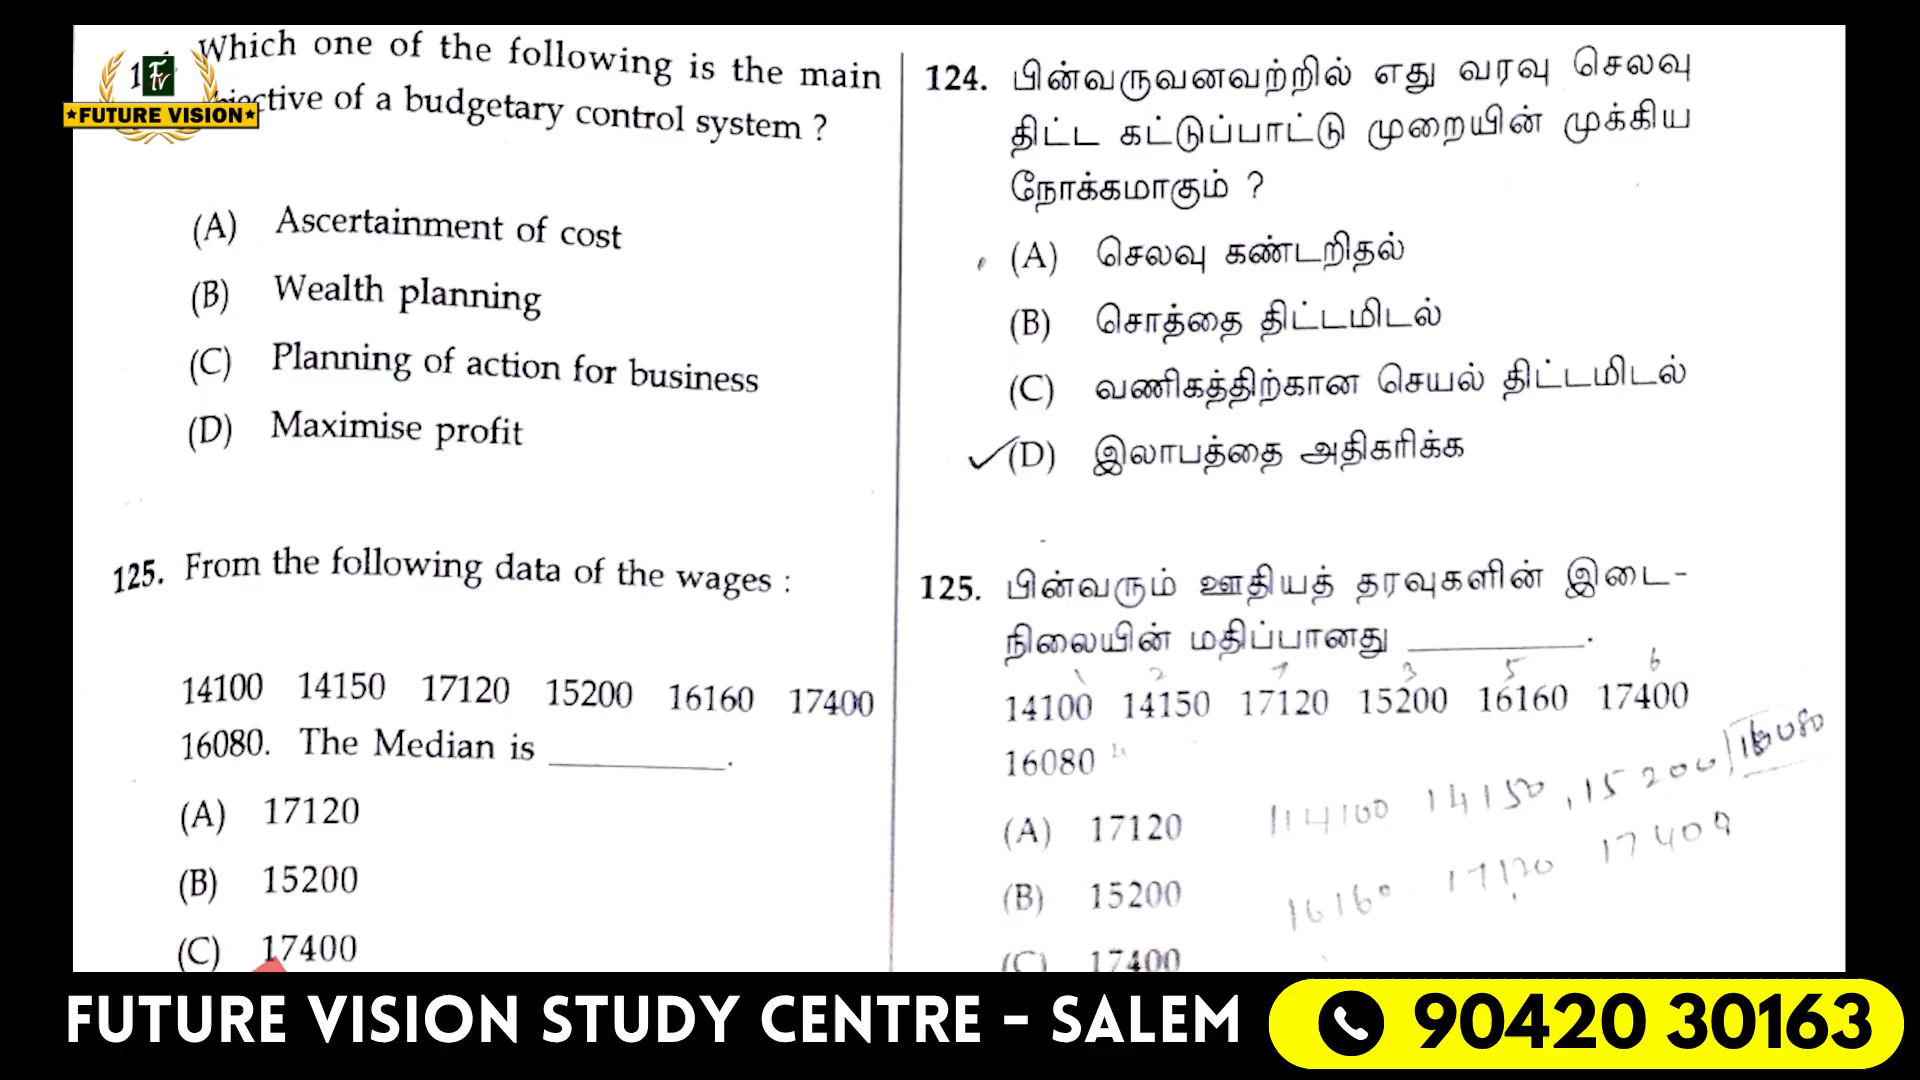 Which one of the following is the main
objective of a budgetary control system ?
FUTURE VISION
(A) Ascertainment of cost
(B) Wealth planning
(C) Planning of action for business
(D) Maximise profit
125. From the following data of the wages :
14100 14150 17120 15200 16160 17400
16080. The Median is ________.
(A) 17120
(B) 15200
(C) 17400
124. பின்வருவனவற்றில் எது வரவு செலவு
திட்ட கட்டுப்பாட்டு முறையின் முக்கிய
நோக்கமாகும் ?
(A) செலவு கண்டறிதல்
(B) சொத்தை திட்டமிடல்
(C) வணிகத்திற்கான செயல் திட்டமிடல்
(D) இலாபத்தை அதிகரிக்க
125. பின்வரும் ஊதியத் தரவுகளின் இடை-
நிலையின் மதிப்பானது ________.
14100 14150 17120 15200 16160 17400
16080
(A) 17120
(B) 15200
(C) 17400
14100 14150, 15200, 16080
16160 17120 17400
FUTURE VISION STUDY CENTRE - SALEM
90420 30163